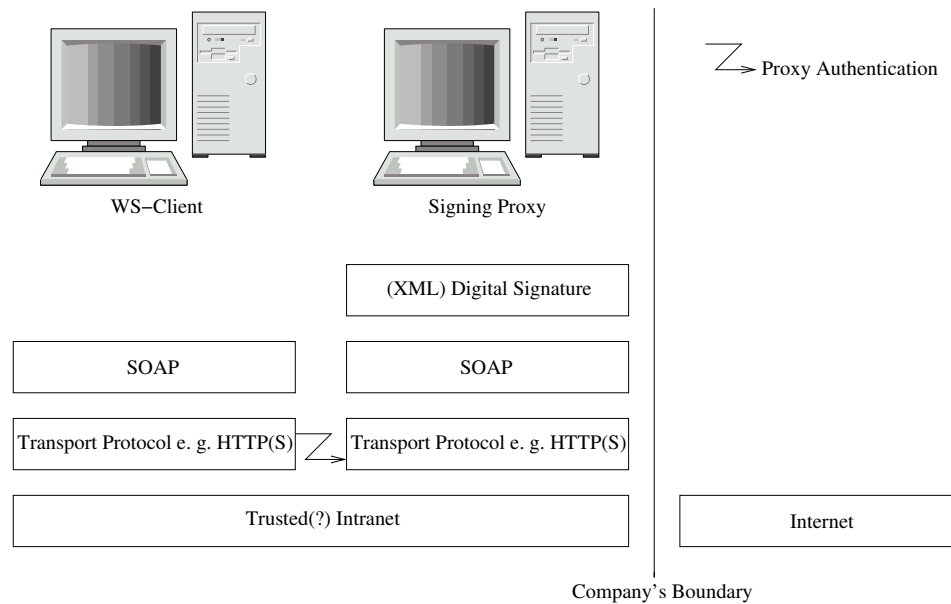 Proxy Authentication
WS−Client
Signing Proxy
(XML) Digital Signature
SOAP
SOAP
Transport Protocol e. g. HTTP(S)
Transport Protocol e. g. HTTP(S)
Trusted(?) Intranet
Internet
Company's Boundary